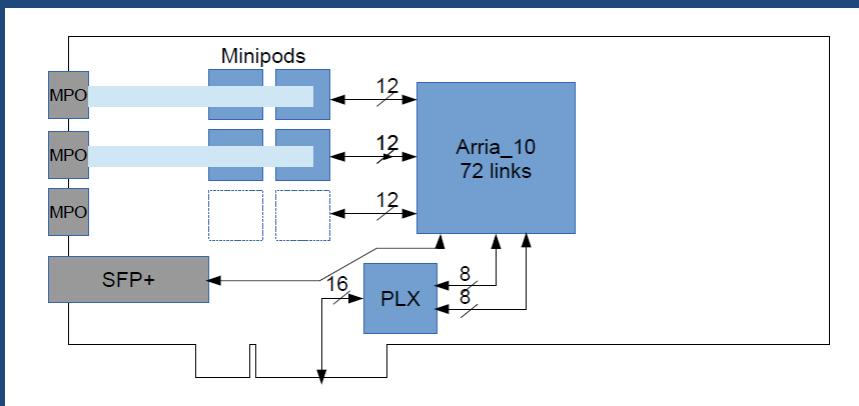 Minipods
MPO
12
MPO
12
Arria_10
72 links
MPO
12
SFP+
16
PLX
8
8